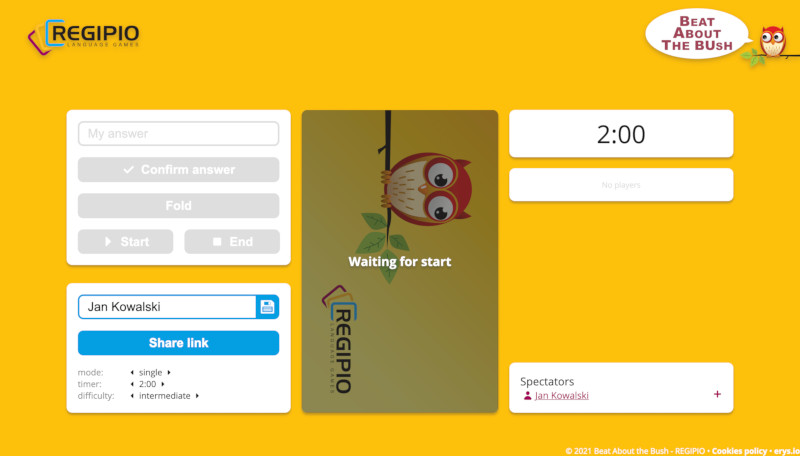 REGIPIO
LANGUAGE GAMES
BEAT
ABOUT
THE BUSH
My answer
Confirm answer
Fold
Start
End
Jan Kowalski
Share link
mode: single
timer: 2:00
difficulty: intermediate
Waiting for start
REGIPIO
LANGUAGE GAMES
2:00
No players
Spectators
Jan Kowalski
+
© 2021 Beat About the Bush - REGIPIO • Cookies policy • erys.io